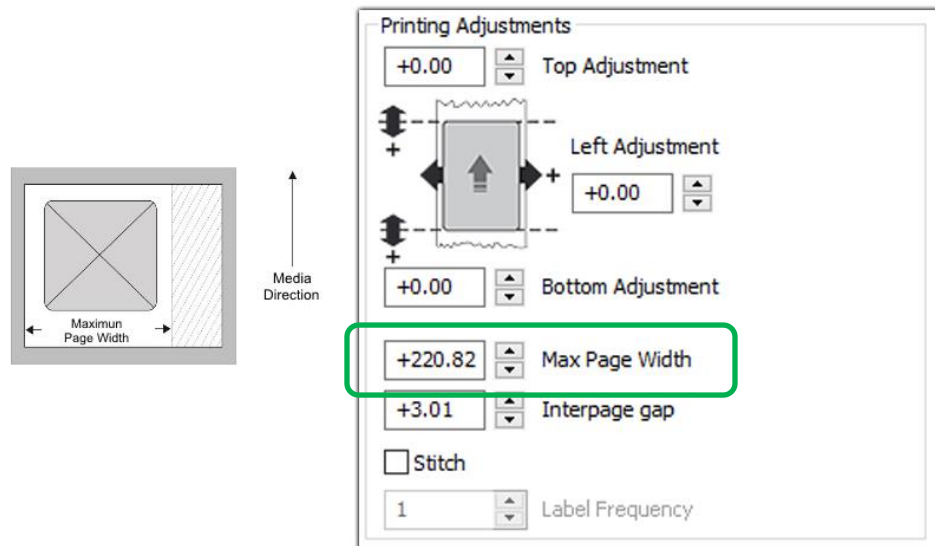 Printing Adjustments
+0.00
Top Adjustment
+
Left Adjustment
+
+0.00
+
+0.00
Bottom Adjustment
+220.82
Max Page Width
+3.01
Interpage gap
Stitch
1
Label Frequency
Maximun
Page Width
Media
Direction